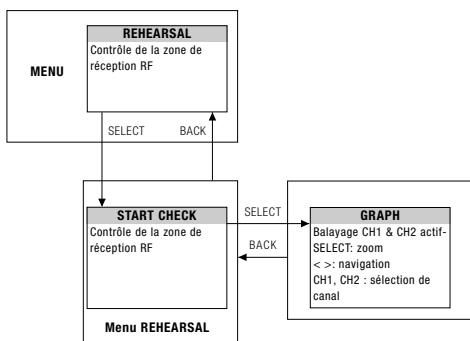 REHEARSAL
Contrôle de la zone de
réception RF
MENU
SELECT
BACK
START CHECK
Contrôle de la zone de
réception RF
Menu REHEARSAL
SELECT
BACK
GRAPH
Balayage CH1 & CH2 actif-
SELECT: zoom
< >: navigation
CH1, CH2 : sélection de
canal